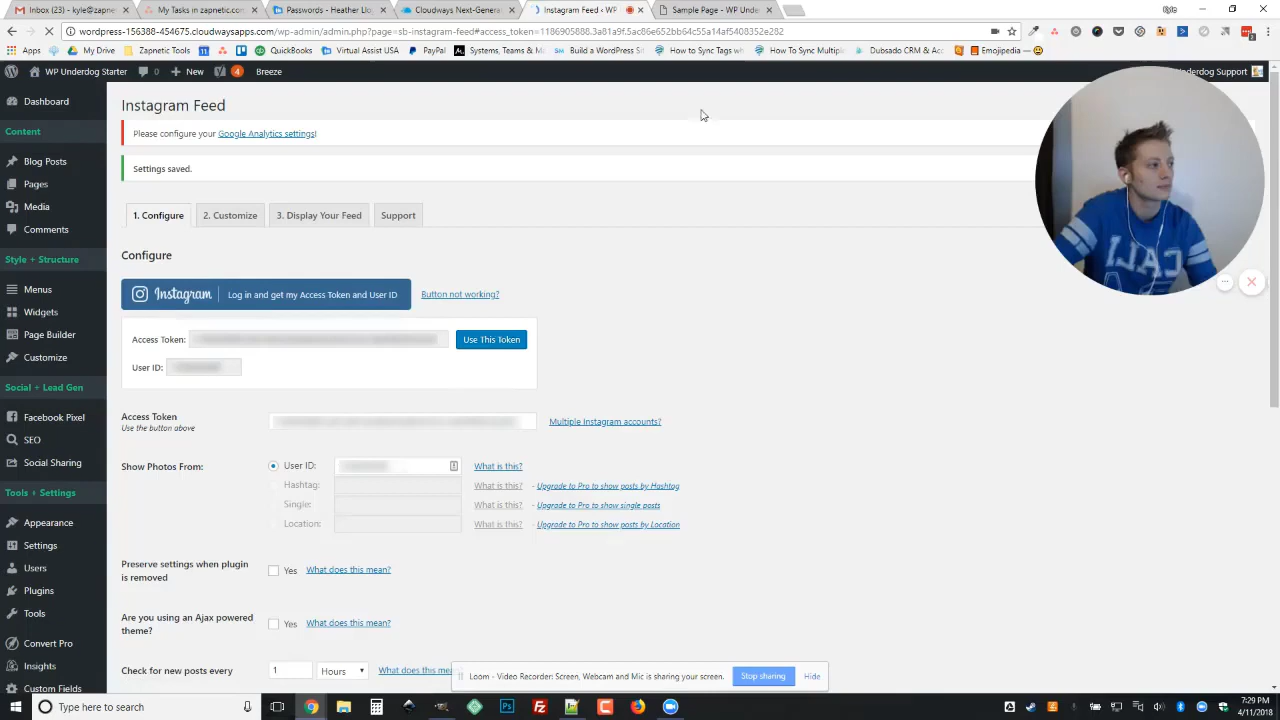 Inbox (39) - kyle@zapnetic.c
My Tasks in zapnetic.com
Passwords - Heather Lloy
Cloudways Next-Generat
Instagram Feed ‹ WP
Sample Page - WP Unde
Kyle
wordpress-156388-454675.cloudwaysapps.com/wp-admin/admin.php?page=sb-instagram-feed#access_token=1186905888.3a81a9f.5ac86e652bb64c55a14af5408352e282
Apps
My Drive
Zapnetic Tools
QuickBooks
Virtual Assist USA
PayPal
Systems, Teams & M
Build a WordPress S
How to Sync Tags w
How To Sync Multipl
Dubsado CRM & Ac
Emojipedia —
WP Underdog Starter
0
New
4
Breeze
Underdog Support
Dashboard
Content
Blog Posts
Pages
Media
Comments
Style + Structure
Menus
Widgets
Page Builder
Customize
Social + Lead Gen
Facebook Pixel
SEO
Social Sharing
Tools + Settings
Appearance
Settings
Users
Plugins
Tools
Convert Pro
Insights
Custom Fields
Instagram Feed
Please configure your Google Analytics settings!
Settings saved.
1. Configure
2. Customize
3. Display Your Feed
Support
Configure
Instagram
Log in and get my Access Token and User ID
Button not working?
Access Token:
Use This Token
User ID:
Access Token
Use the button above
Multiple Instagram accounts?
Show Photos From:
User ID:
What is this?
Hashtag:
What is this?
- Upgrade to Pro to show posts by Hashtag
Single:
What is this?
- Upgrade to Pro to show single posts
Location:
What is this?
- Upgrade to Pro to show posts by Location
Preserve settings when plugin
is removed
Yes
What does this mean?
Are you using an Ajax powered
theme?
Yes
What does this mean?
Check for new posts every
1
Hours
What does this mea
Loom - Video Recorder: Screen, Webcam and Mic is sharing your screen.
Stop sharing
Hide
Type here to search
7:29 PM
4/11/2018